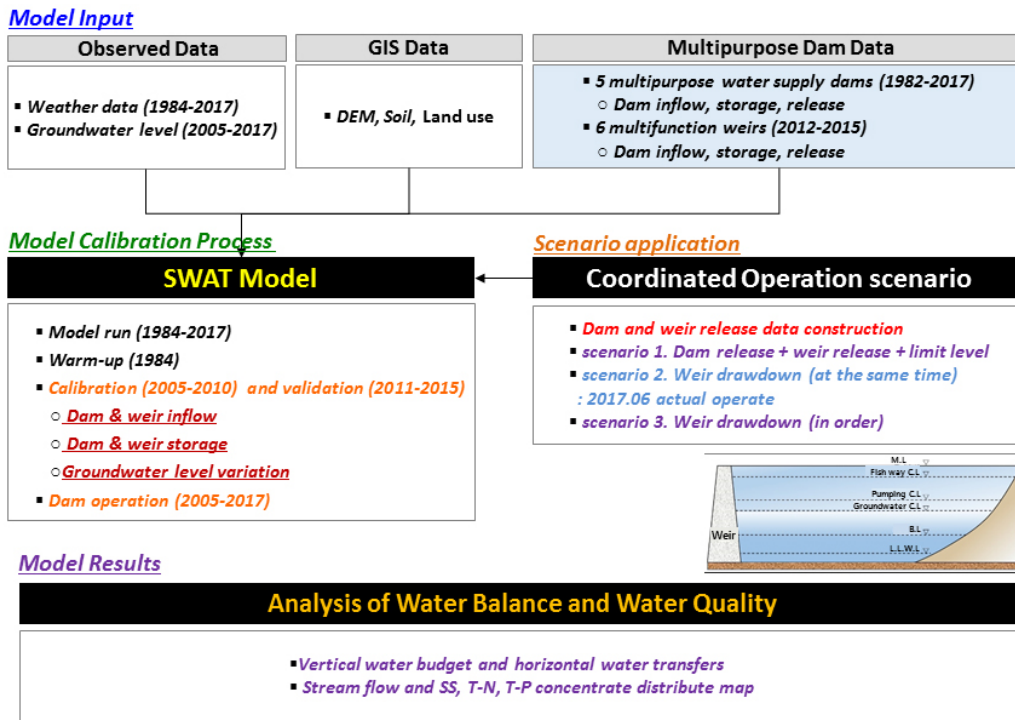 Model Input
Observed Data
▪ Weather data (1984-2017)
▪ Groundwater level (2005-2017)
GIS Data
▪ DEM, Soil, Land use
Multipurpose Dam Data
▪ 5 multipurpose water supply dams (1982-2017)
○ Dam inflow, storage, release
▪ 6 multifunction weirs (2012-2015)
○ Dam inflow, storage, release
Model Calibration Process
SWAT Model
▪ Model run (1984-2017)
▪ Warm-up (1984)
▪ Calibration (2005-2010) and validation (2011-2015)
○ Dam & weir inflow
○ Dam & weir storage
○ Groundwater level variation
▪ Dam operation (2005-2017)
Scenario application
Coordinated Operation scenario
▪ Dam and weir release data construction
▪ scenario 1. Dam release + weir release + limit level
▪ scenario 2. Weir drawdown (at the same time)
: 2017.06 actual operate
▪ scenario 3. Weir drawdown (in order)
M.L
Fish way C.L
Pumping C.L
Groundwater C.L
Weir
B.L
L.L.W.L
Model Results
Analysis of Water Balance and Water Quality
▪Vertical water budget and horizontal water transfers
▪ Stream flow and SS, T-N, T-P concentrate distribute map